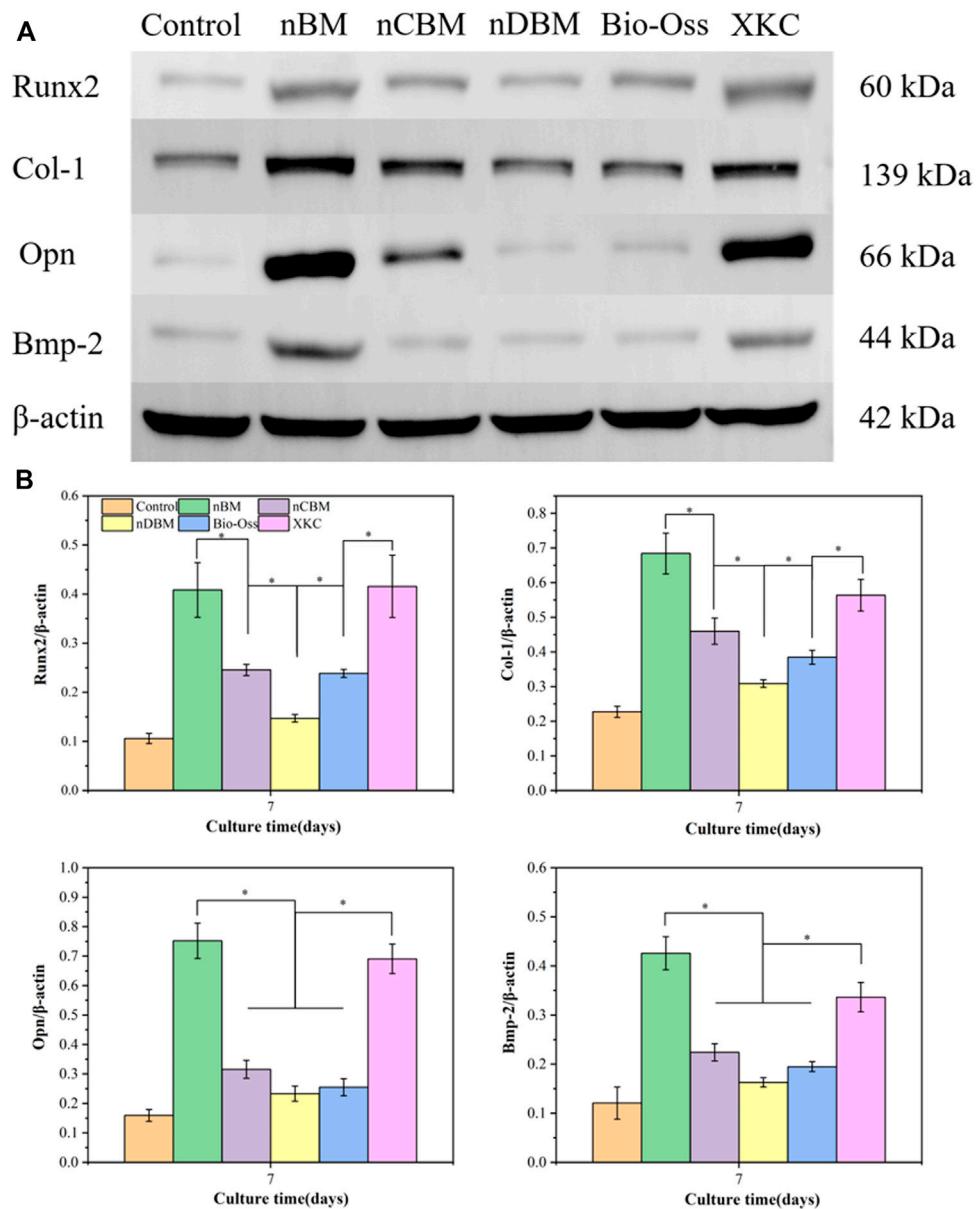 A
Control nBM nCBM nDBM Bio-Oss XKC
Runx2 60 kDa
Col-1 139 kDa
Opn 66 kDa
Bmp-2 44 kDa
β-actin 42 kDa
B
Control nBM nCBM
nDBM Bio-Oss XKC
0.6
0.5
0.4
0.3
0.2
0.1
0.0
Runx2/β-actin
* * * *
7
Culture time(days)
0.8
0.7
0.6
0.5
0.4
0.3
0.2
0.1
0.0
Col-1/β-actin
* * * *
7
Culture time(days)
1.0
0.9
0.8
0.7
0.6
0.5
0.4
0.3
0.2
0.1
0.0
Opn/β-actin
* *
7
Culture time(days)
0.6
0.5
0.4
0.3
0.2
0.1
0.0
Bmp-2/β-actin
* *
7
Culture time(days)